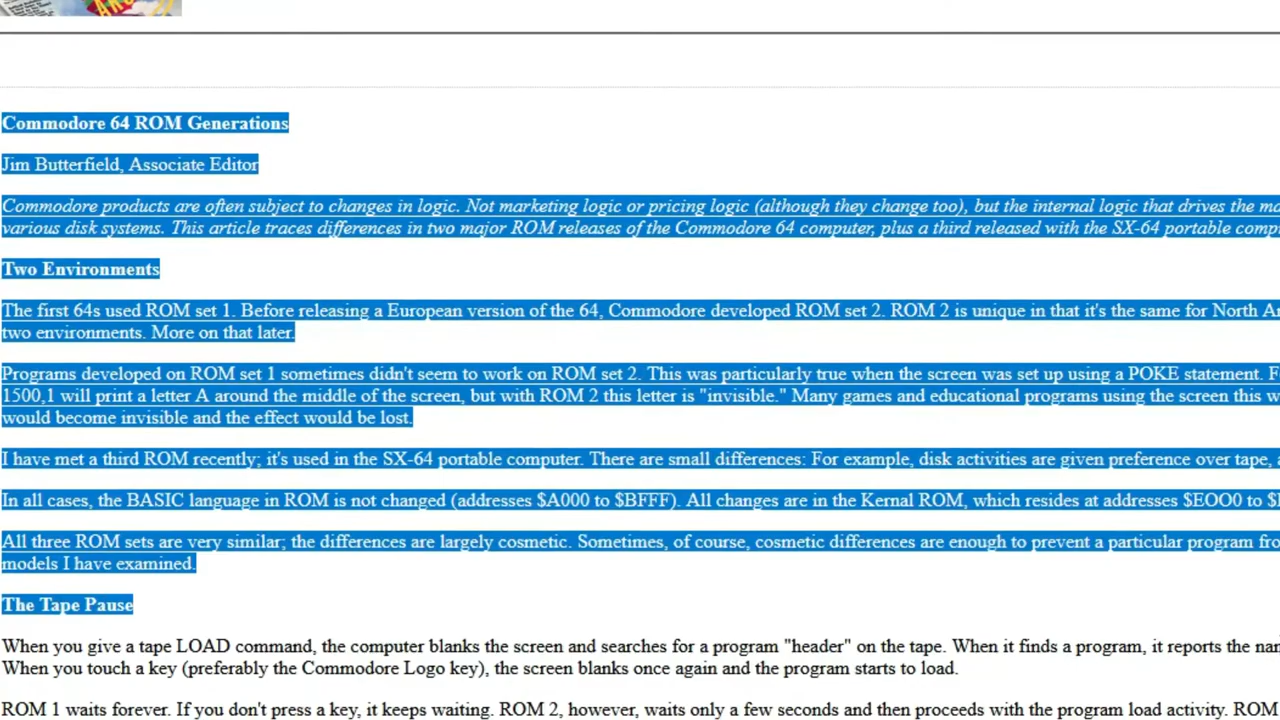 Commodore 64 ROM Generations
Jim Butterfield, Associate Editor
Commodore products are often subject to changes in logic. Not marketing logic or pricing logic (although they change too), but the internal logic that drives the
various disk systems. This article traces differences in two major ROM releases of the Commodore 64 computer, plus a third released with the SX-64 portable
Two Environments
The first 64s used ROM set 1. Before releasing a European version of the 64, Commodore developed ROM set 2. ROM 2 is unique in that it's the same for North
two environments. More on that later.
Programs developed on ROM set 1 sometimes didn't seem to work on ROM set 2. This was particularly true when the screen was set up using a POKE statement.
1500,1 will print a letter A around the middle of the screen, but with ROM 2 this letter is "invisible." Many games and educational programs using the screen this
would become invisible and the effect would be lost.
I have met a third ROM recently; it's used in the SX-64 portable computer. There are small differences: For example, disk activities are given preference over tape,
In all cases, the BASIC language in ROM is not changed (addresses $A000 to $BFFF). All changes are in the Kernal ROM, which resides at addresses $EOO0 to
All three ROM sets are very similar; the differences are largely cosmetic. Sometimes, of course, cosmetic differences are enough to prevent a particular program
models I have examined.
The Tape Pause
When you give a tape LOAD command, the computer blanks the screen and searches for a program "header" on the tape. When it finds a program, it reports the
When you touch a key (preferably the Commodore Logo key), the screen blanks once again and the program starts to load.
ROM 1 waits forever. If you don't press a key, it keeps waiting. ROM 2, however, waits only a few seconds and then proceeds with the program load activity. ROM